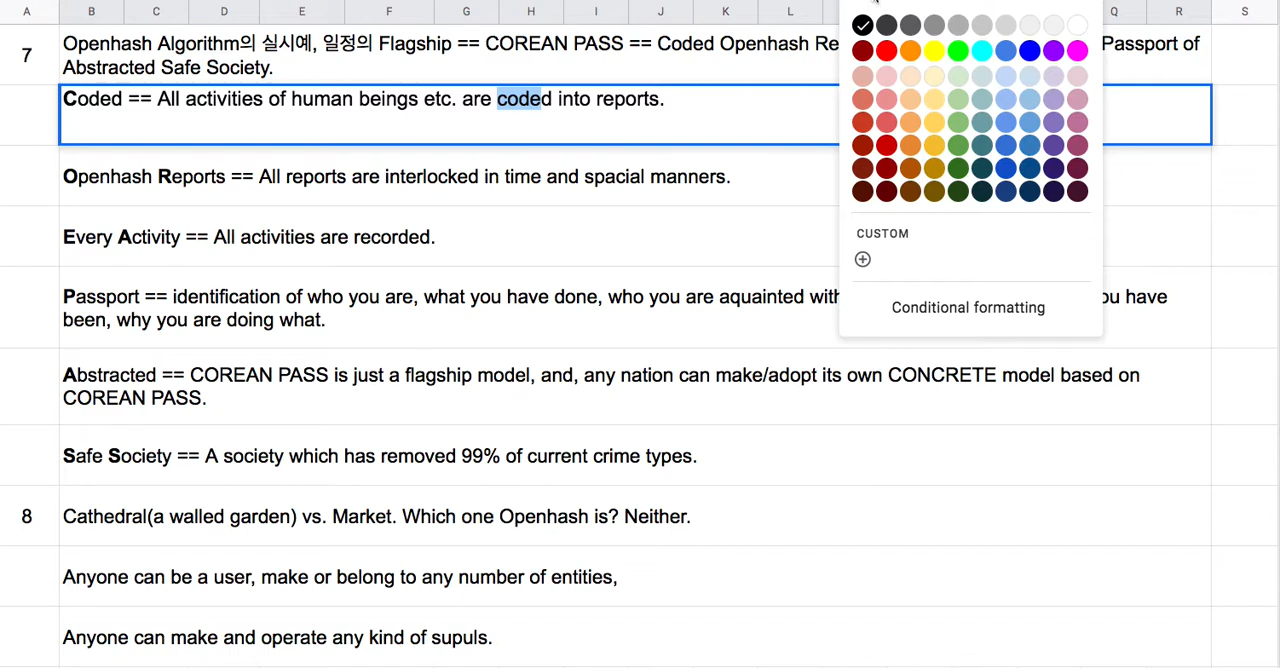 A B C D E F G H I J K L Q R S
7 Openhash Algorithm의 실시예, 일정의 Flagship == COREAN PASS == Coded Openhash Re Passport of
Abstracted Safe Society.
Coded == All activities of human beings etc. are coded into reports.
Openhash Reports == All reports are interlocked in time and spacial manners.
Every Activity == All activities are recorded.
CUSTOM
Passport == identification of who you are, what you have done, who you are aquainted with ou have
been, why you are doing what.
Conditional formatting
Abstracted == COREAN PASS is just a flagship model, and, any nation can make/adopt its own CONCRETE model based on
COREAN PASS.
Safe Society == A society which has removed 99% of current crime types.
8 Cathedral(a walled garden) vs. Market. Which one Openhash is? Neither.
Anyone can be a user, make or belong to any number of entities,
Anyone can make and operate any kind of supuls.